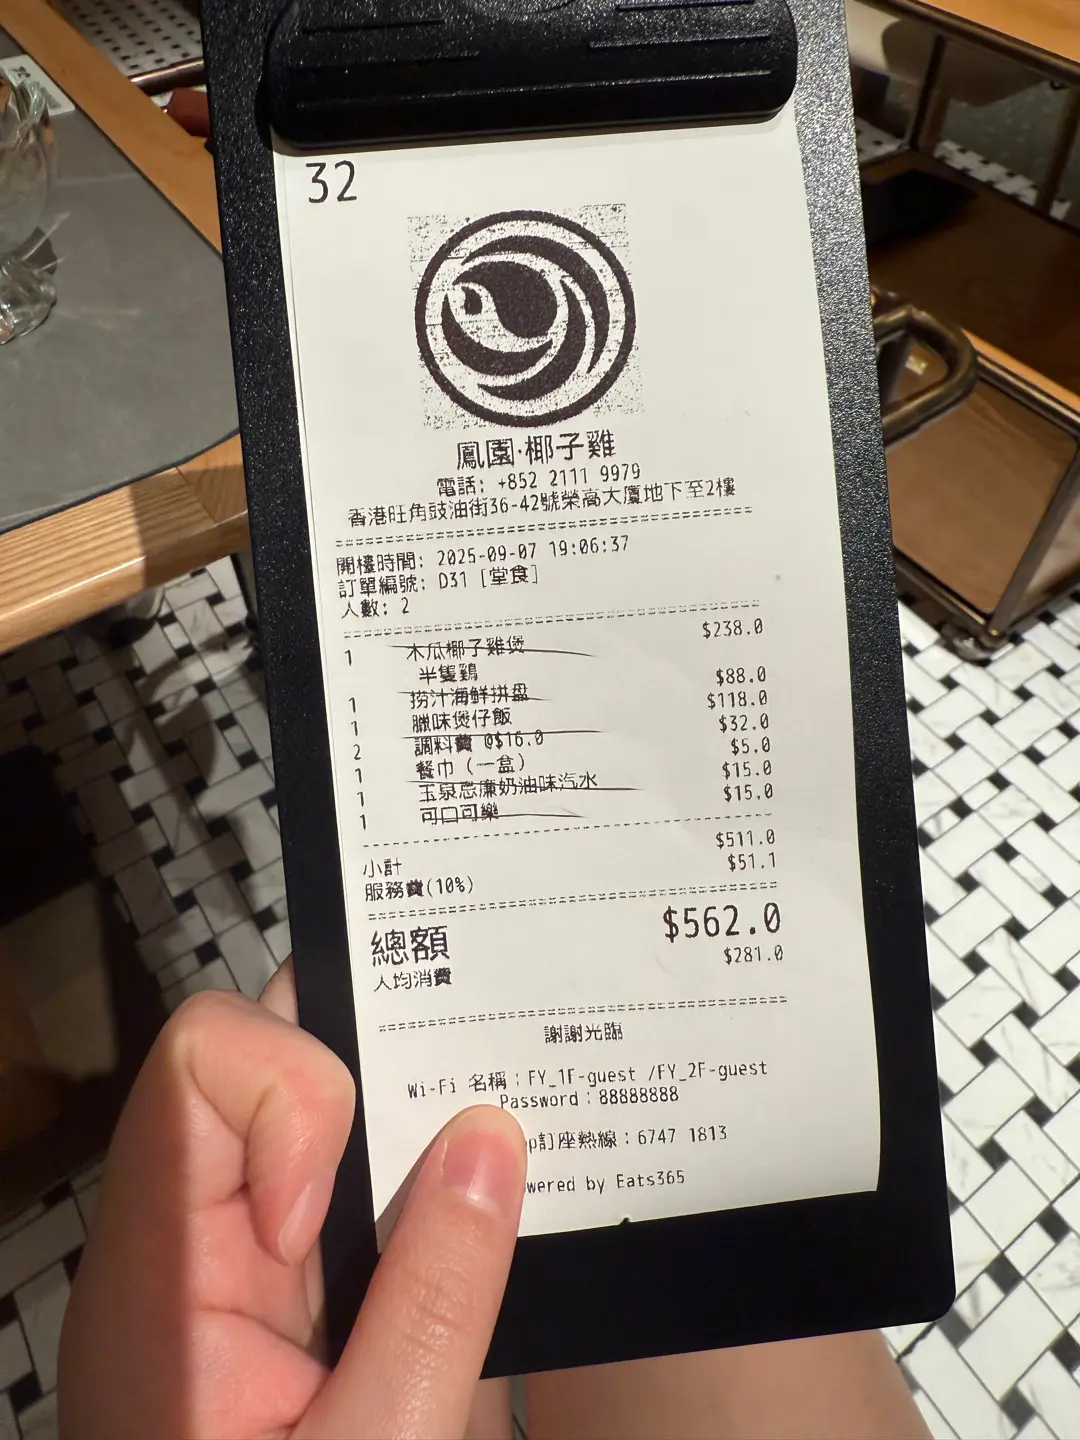 32
鳳園·椰子雞
電話: +852 2111 9979
香港旺角豉油街36-42號榮高大廈地下至2樓
開檯時間: 2025-09-07 19:06:37
訂單編號: D31 [堂食]
人數: 2
1 木瓜椰子雞煲 $238.0
半隻鷄
1 撈汁海鮮拼盤 $88.0
1 臘味煲仔飯 $118.0
2 調料費 @$16.0 $32.0
1 餐巾 (一盒) $5.0
1 玉泉忌廉奶油味汽水 $15.0
1 可口可樂 $15.0
小計 $511.0
服務費(10%) $51.1
總額 $562.0
人均消費 $281.0
謝謝光臨
Wi-Fi 名稱：FY_1F-guest /FY_2F-guest
Password：88888888
訂座熱線：6747 1813
by Eats365